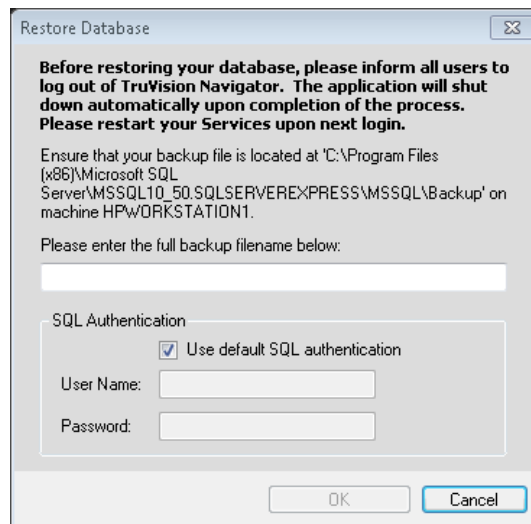 Restore Database
Before restoring your database, please inform all users to
log out of TruVision Navigator.  The application will shut
down automatically upon completion of the process.
Please restart your Services upon next login.
Ensure that your backup file is located at 'C:\Program Files
(x86)\Microsoft SQL
Server\MSSQL10_50.SQLSERVEREXPRESS\MSSQL\Backup' on
machine HPWORKSTATION1.
Please enter the full backup filename below:
SQL Authentication
Use default SQL authentication
User Name:
Password:
OK
Cancel